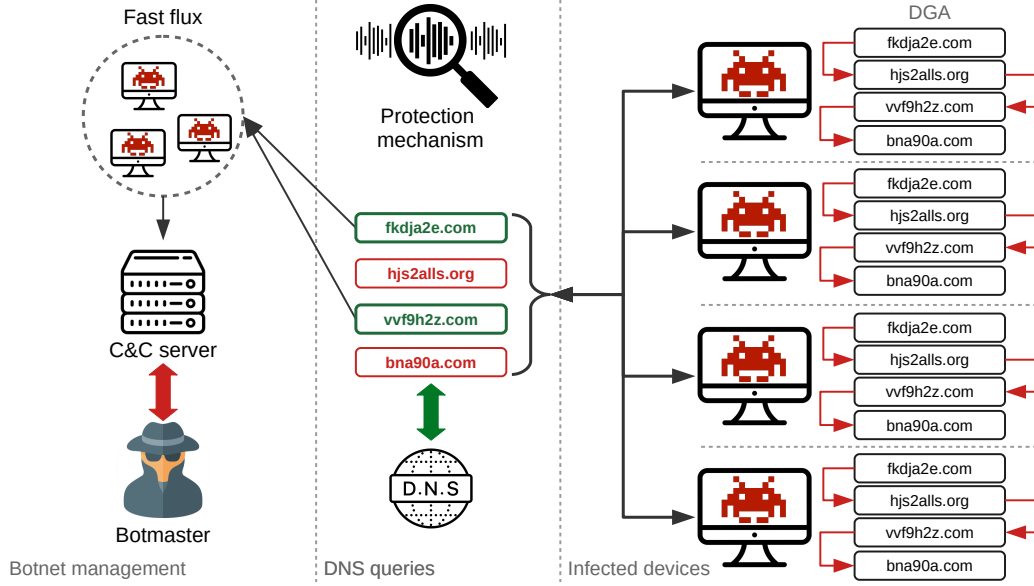 Fast flux
C&C server
Botmaster
Botnet management
Protection
mechanism
fkdja2e.com
hjs2alls.org
vvf9h2z.com
bna90a.com
D.N.S
DNS queries
DGA
fkdja2e.com
hjs2alls.org
vvf9h2z.com
bna90a.com
fkdja2e.com
hjs2alls.org
vvf9h2z.com
bna90a.com
fkdja2e.com
hjs2alls.org
vvf9h2z.com
bna90a.com
fkdja2e.com
hjs2alls.org
vvf9h2z.com
bna90a.com
Infected devices